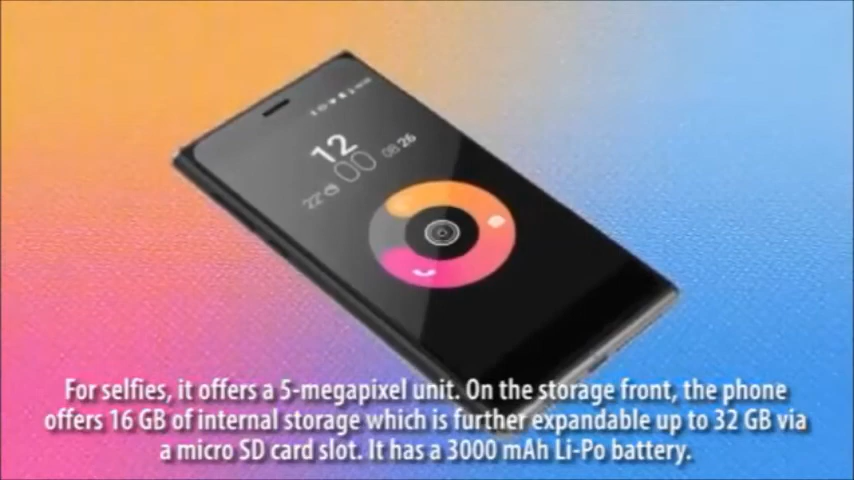 12
00
08 26
22°
For selfies, it offers a 5-megapixel unit. On the storage front, the phone
offers 16 GB of internal storage which is further expandable up to 32 GB via
a micro SD card slot. It has a 3000 mAh Li-Po battery.